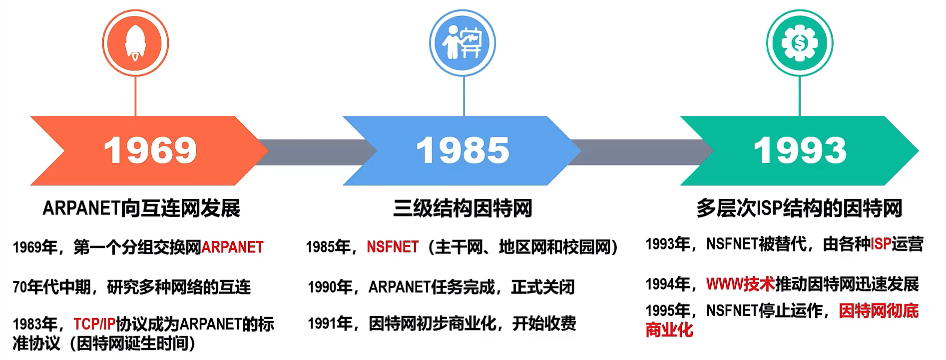 1969
1985
1993
ARPANET向互连网发展
三级结构因特网
多层次ISP结构的因特网
1969年，第一个分组交换网ARPANET
70年代中期，研究多种网络的互连
1983年，TCP/IP协议成为ARPANET的标
准协议（因特网诞生时间）
1985年，NSFNET（主干网、地区网和校园网）
1990年，ARPANET任务完成，正式关闭
1991年，因特网初步商业化，开始收费
1993年，NSFNET被替代，由各种ISP运营
1994年，WWW技术推动因特网迅速发展
1995年，NSFNET停止运作，因特网彻底
商业化